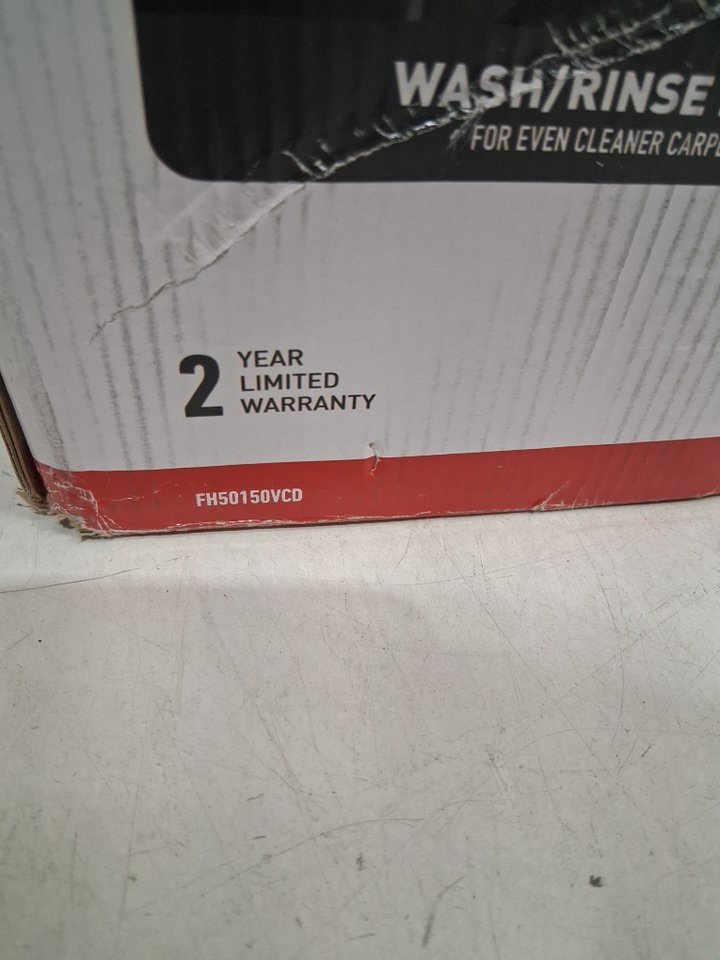 WASH/RINSE
FOR EVEN CLEANER
2 YEAR
LIMITED
WARRANTY
FH50150VCD